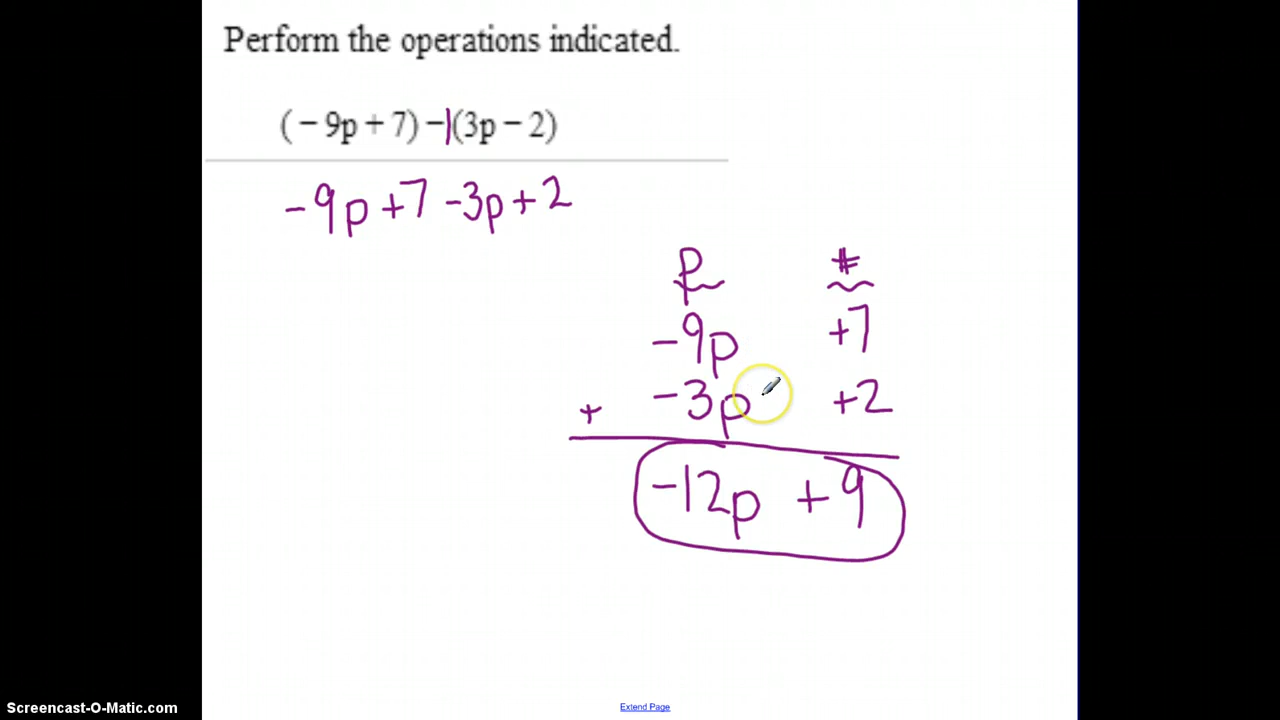 Perform the operations indicated.
(− 9p + 7) −1(3p − 2)
-9p +7 -3p + 2
p #
-9p +7
+ -3p +2
-12p +9
Screencast-O-Matic.com
Extend Page